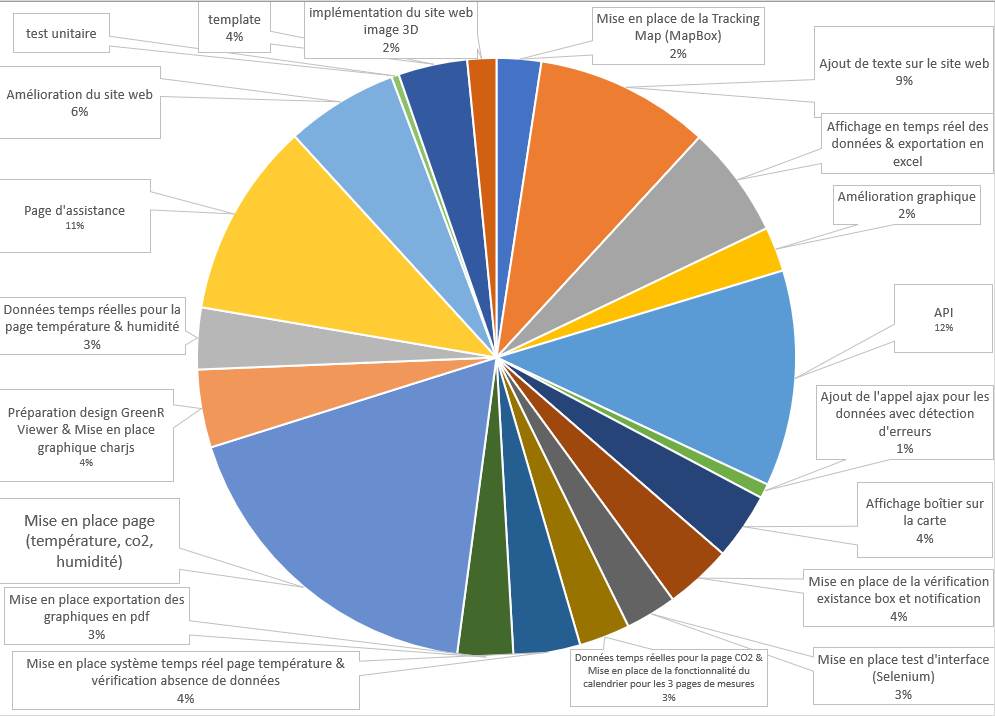 test unitaire
template
4%
implémentation du site web
image 3D
2%
Mise en place de la Tracking
Map (MapBox)
2%
Ajout de texte sur le site web
9%
Affichage en temps réel des
données & exportation en
excel
Amélioration graphique
2%
API
12%
Ajout de l'appel ajax pour les
données avec détection
d'erreurs
1%
Affichage boîtier sur
la carte
4%
Mise en place de la vérification
existance box et notification
4%
Mise en place test d'interface
(Selenium)
3%
Données temps réelles pour la page CO2 &
Mise en place de la fonctionnalité du
calendrier pour les 3 pages de mesures
3%
Mise en place système temps réel page température &
vérification absence de données
4%
Mise en place exportation des
graphiques en pdf
3%
Mise en place page
(température, co2,
humidité)
Préparation design GreenR
Viewer & Mise en place
graphique charjs
4%
Données temps réelles pour la
page température & humidité
3%
Page d'assistance
11%
Amélioration du site web
6%